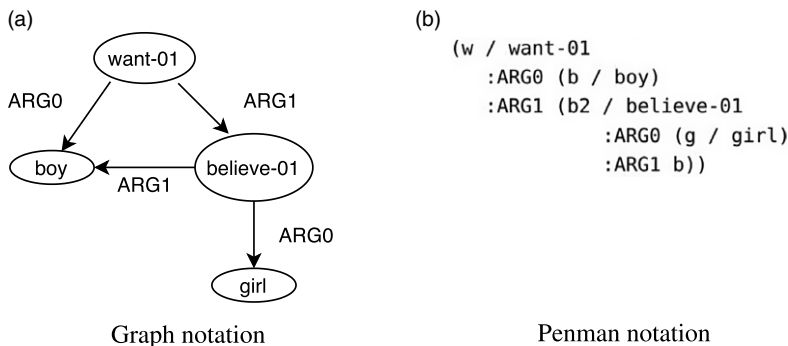 (a)
want-01
ARG0
ARG1
boy
believe-01
ARG1
ARG0
girl
Graph notation
(b)
(w / want-01
:ARG0 (b / boy)
:ARG1 (b2 / believe-01
:ARG0 (g / girl)
:ARG1 b))
Penman notation